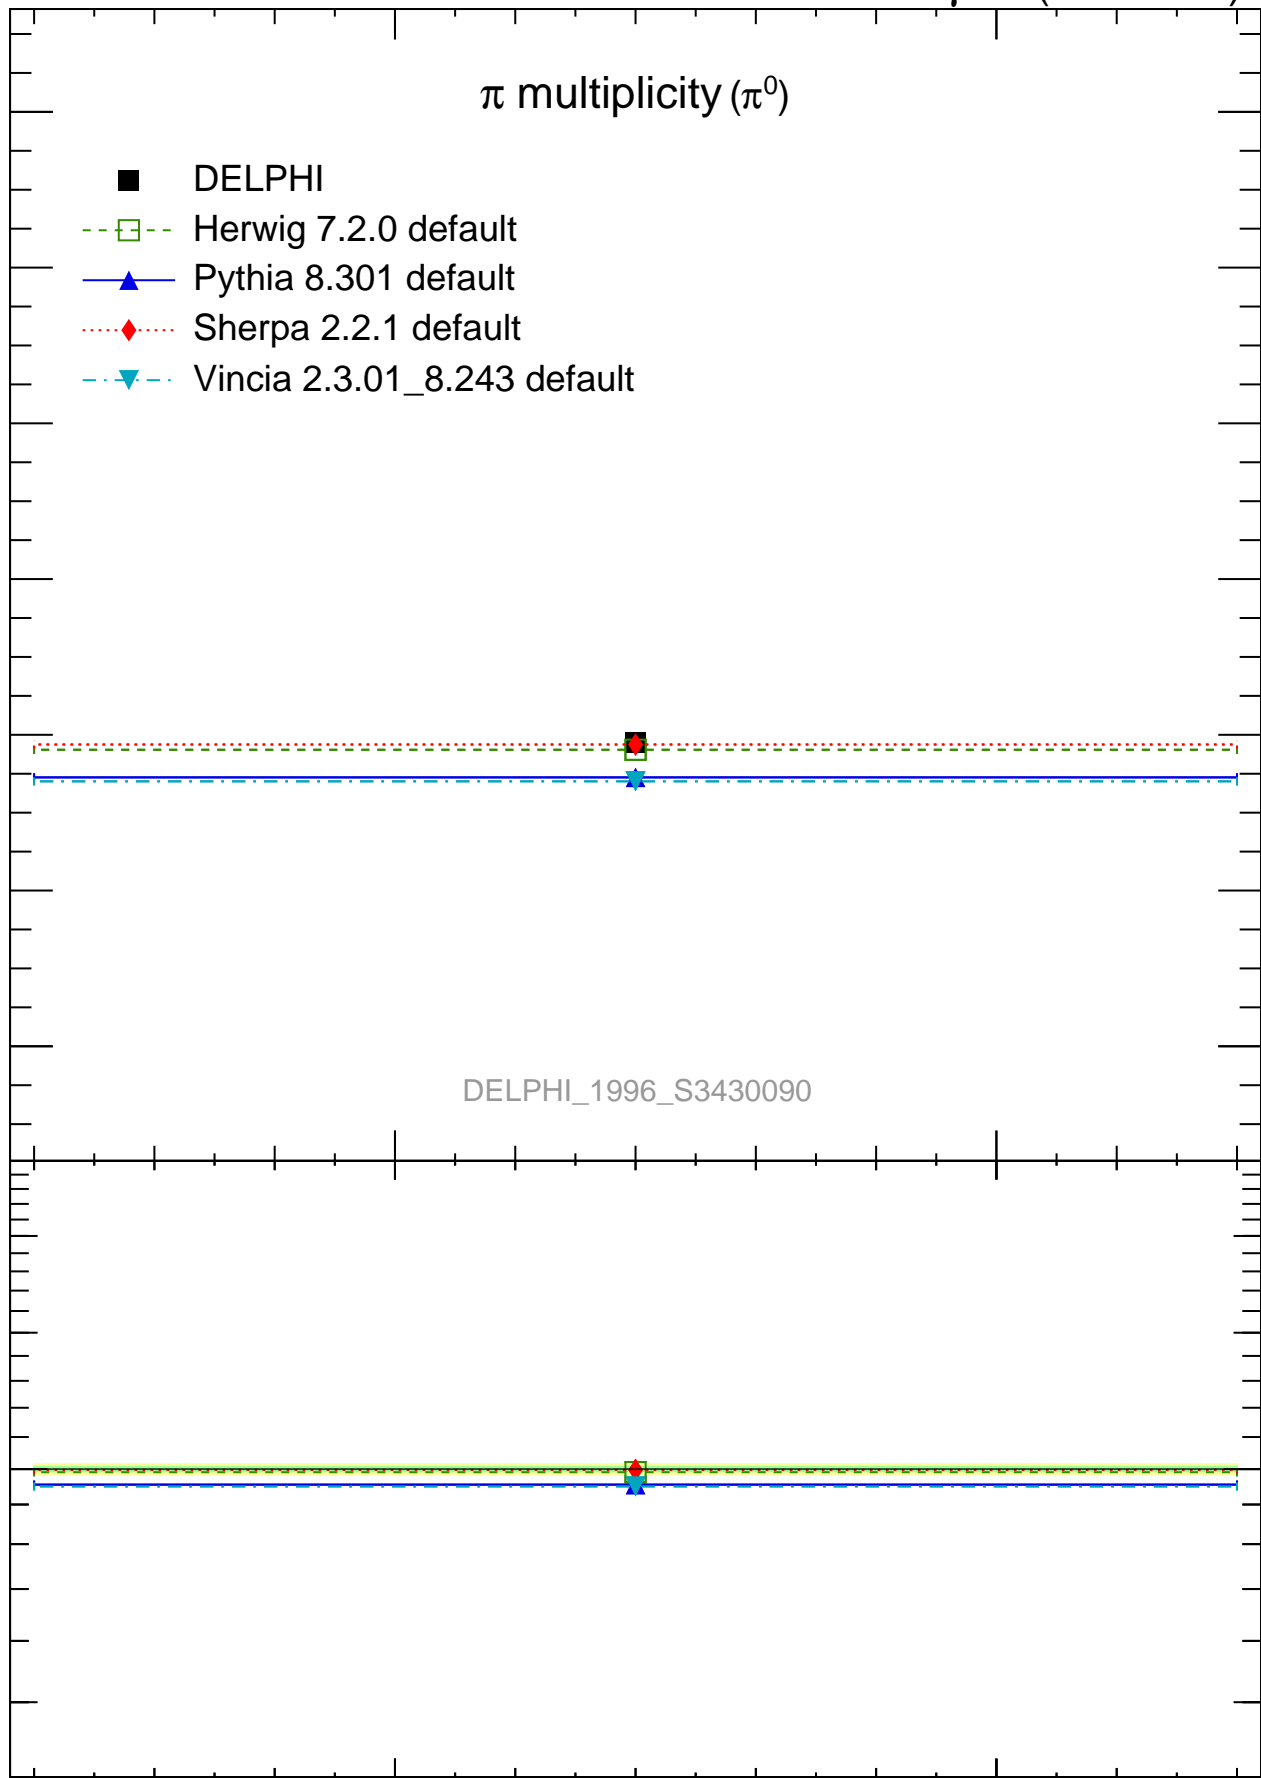 π multiplicity (π⁰)
DELPHI
Herwig 7.2.0 default
Pythia 8.301 default
Sherpa 2.2.1 default
Vincia 2.3.01_8.243 default
DELPHI_1996_S3430090